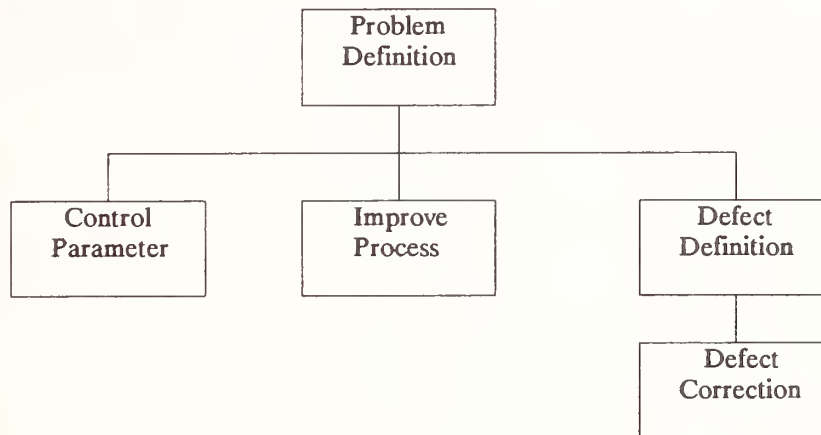 Problem
Definition
Control
Parameter
Improve
Process
Defect
Definition
Defect
Correction